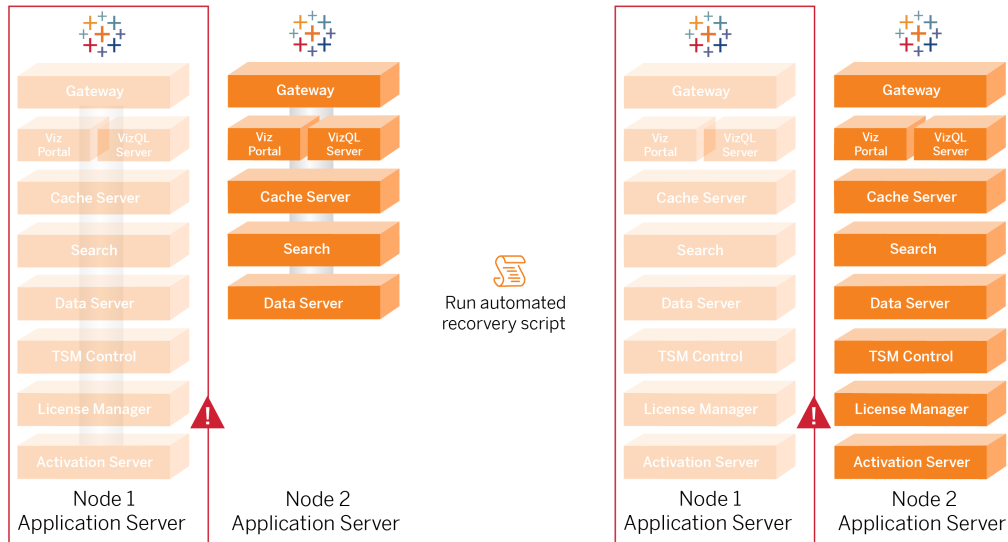 Gateway
Viz
Portal
VizQL
Server
Cache Server
Search
Data Server
TSM Control
License Manager
Activation Server
!
Node 1
Application Server
Gateway
Viz
Portal
VizQL
Server
Cache Server
Search
Data Server
Node 2
Application Server
Run automated
recorvery script
Gateway
Viz
Portal
VizQL
Server
Cache Server
Search
Data Server
TSM Control
License Manager
Activation Server
!
Node 1
Application Server
Gateway
Viz
Portal
VizQL
Server
Cache Server
Search
Data Server
TSM Control
License Manager
Activation Server
Node 2
Application Server